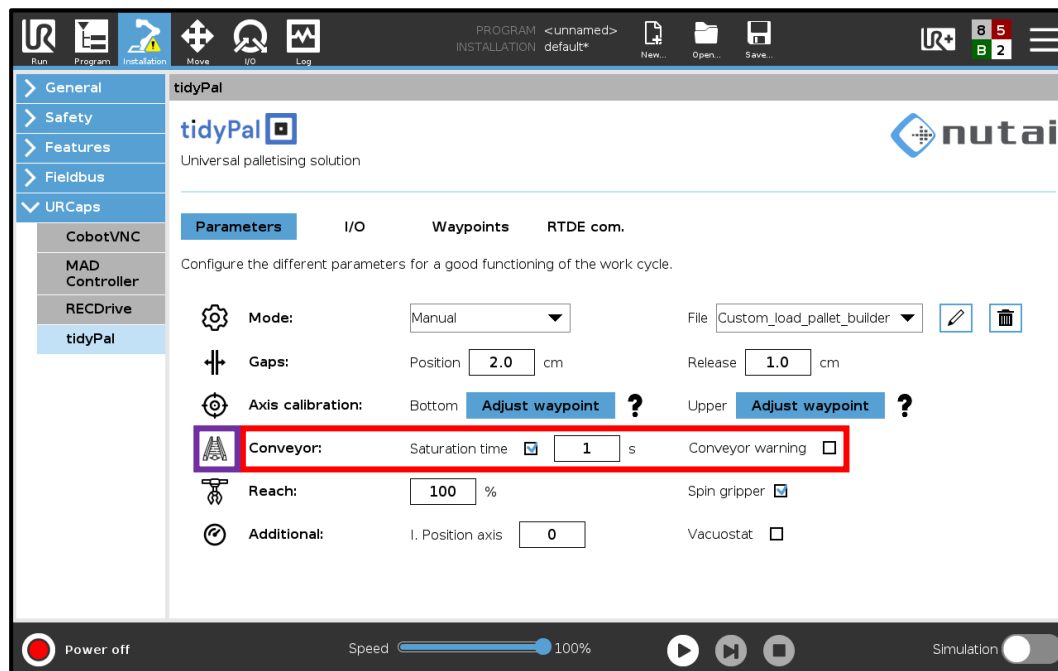 PROGRAM <unnamed>
INSTALLATION default*
UR
Run Program Installation Move I/O Log New... Open... Save...
UR+
8 5
B 2
General
Safety
Features
Fieldbus
URCaps
CobotVNC
MAD
Controller
RECDrive
tidyPal
tidyPal
tidyPal
nutai
Universal palletising solution
Parameters I/O Waypoints RTDE com.
Configure the different parameters for a good functioning of the work cycle.
Mode: Manual File Custom_load_pallet_builder
Gaps: Position 2.0 cm Release 1.0 cm
Axis calibration: Bottom Adjust waypoint ? Upper Adjust waypoint ?
Conveyor: Saturation time 1 s Conveyor warning
Reach: 100 % Spin gripper
Additional: I. Position axis 0 Vacuostat
Power off Speed 100% Simulation